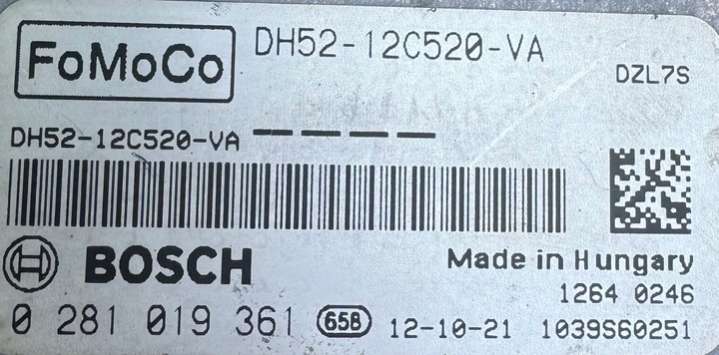 FoMoCo DH52-12C520-VA
DZL7S
DH52-12C520-VA ————
BOSCH Made in Hungary
1264 0246
0 281 019 361 658 12-10-21 1039S60251